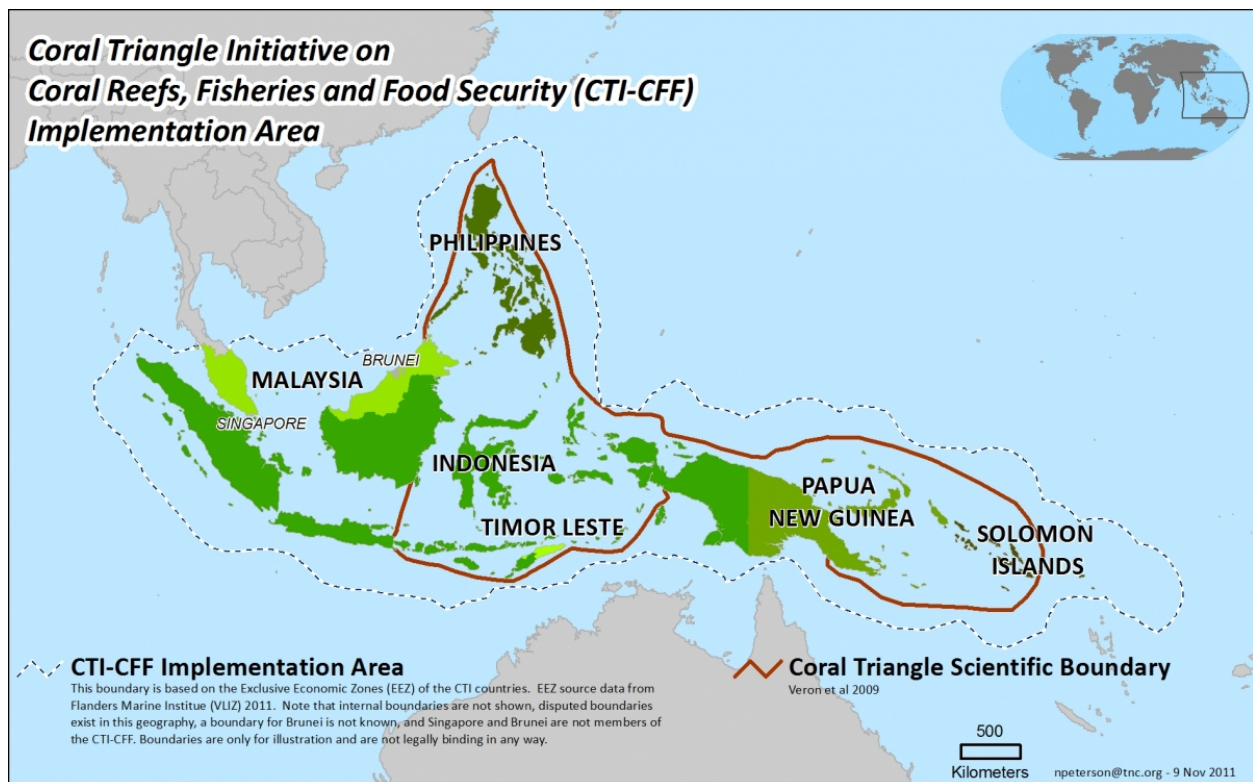 Coral Triangle Initiative on
Coral Reefs, Fisheries and Food Security (CTI-CFF)
Implementation Area
PHILIPPINES
BRUNEI
MALAYSIA
SINGAPORE
INDONESIA
TIMOR LESTE
PAPUA
NEW GUINEA
SOLOMON
ISLANDS
CTI-CFF Implementation Area
This boundary is based on the Exclusive Economic Zones (EEZ) of the CTI countries. EEZ source data from
Flanders Marine Institue (VLIZ) 2011. Note that internal boundaries are not shown, disputed boundaries
exist in this geography, a boundary for Brunei is not known, and Singapore and Brunei are not members of
the CTI-CFF. Boundaries are only for illustration and are not legally binding in any way.
Coral Triangle Scientific Boundary
Veron et al 2009
500
Kilometers
npeterson@tnc.org - 9 Nov 2011